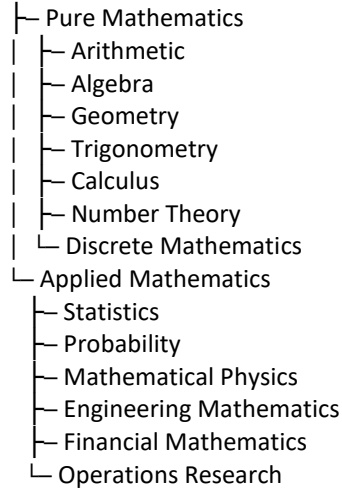 ├─ Pure Mathematics
│ ├─ Arithmetic
│ ├─ Algebra
│ ├─ Geometry
│ ├─ Trigonometry
│ ├─ Calculus
│ ├─ Number Theory
│ └─ Discrete Mathematics
└─ Applied Mathematics
├─ Statistics
├─ Probability
├─ Mathematical Physics
├─ Engineering Mathematics
├─ Financial Mathematics
└─ Operations Research